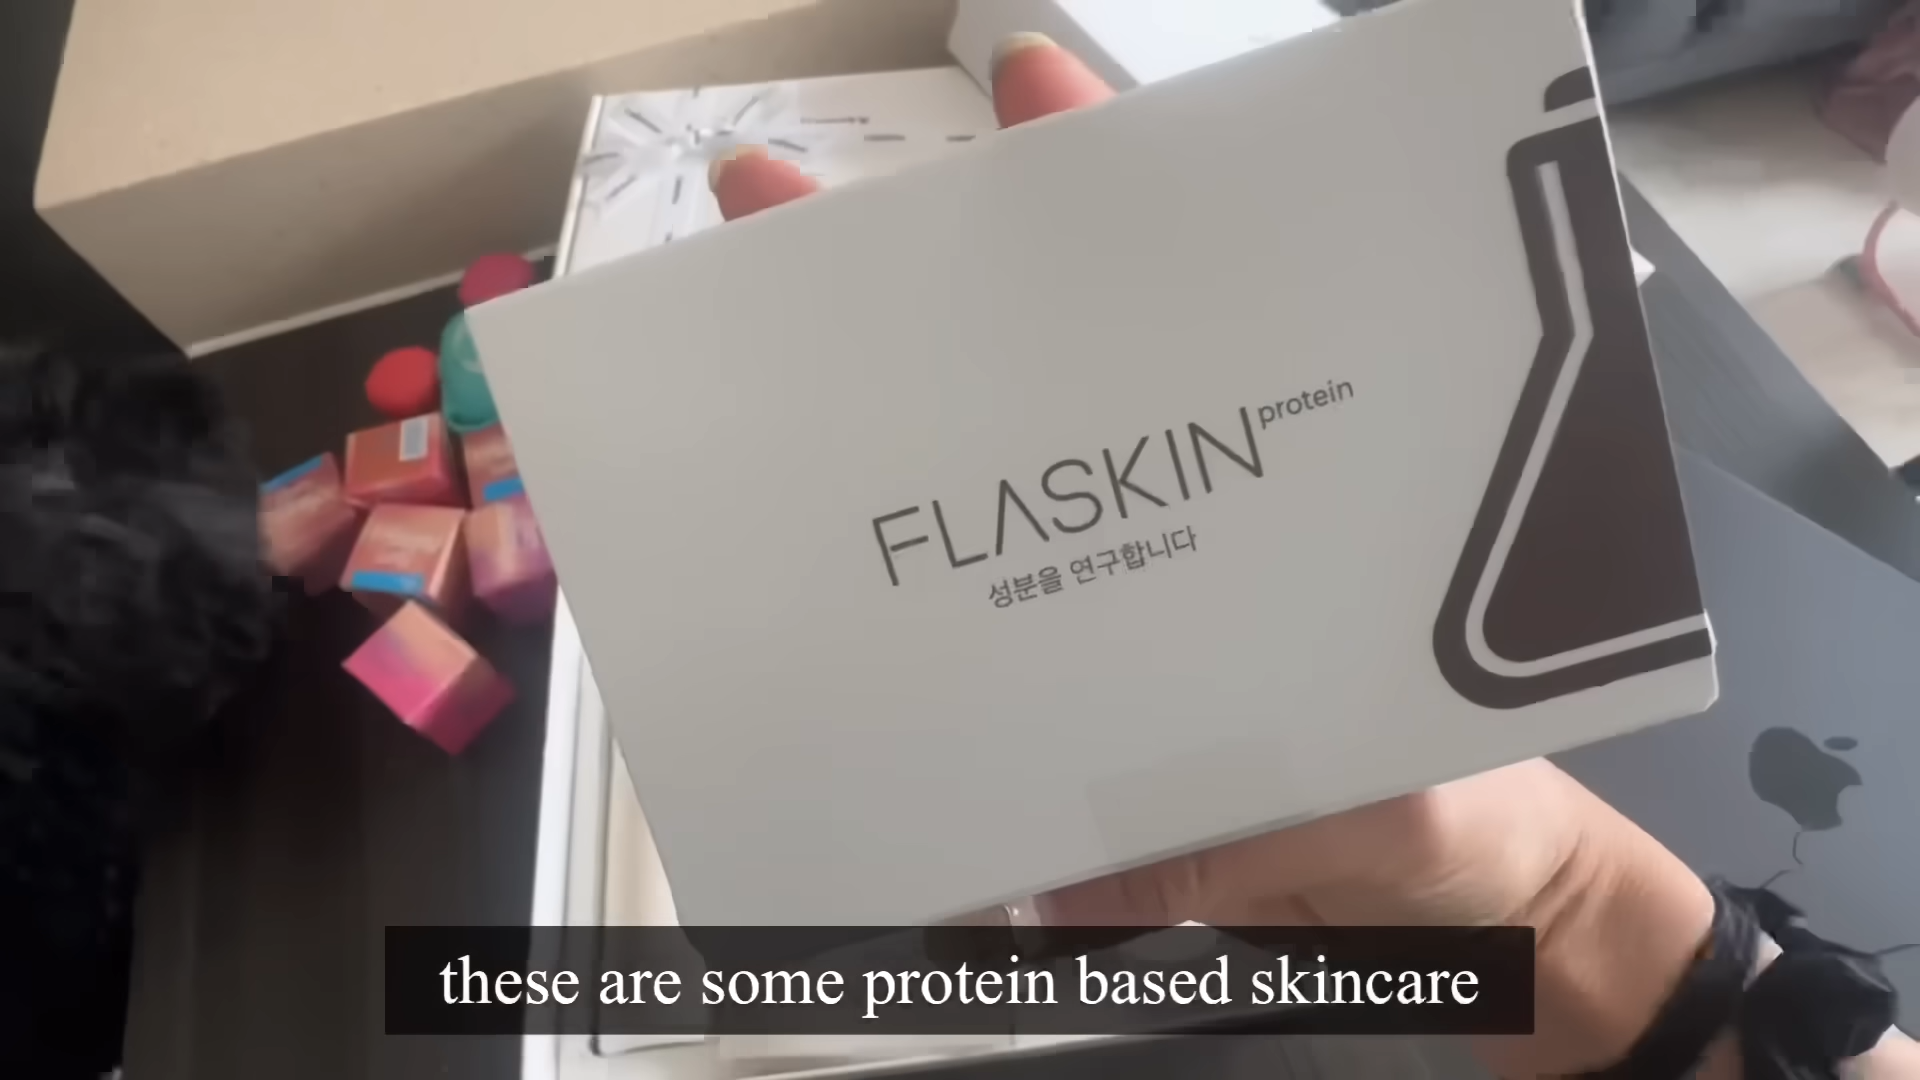 FLASKIN protein
성분을 연구합니다
these are some protein based skincare